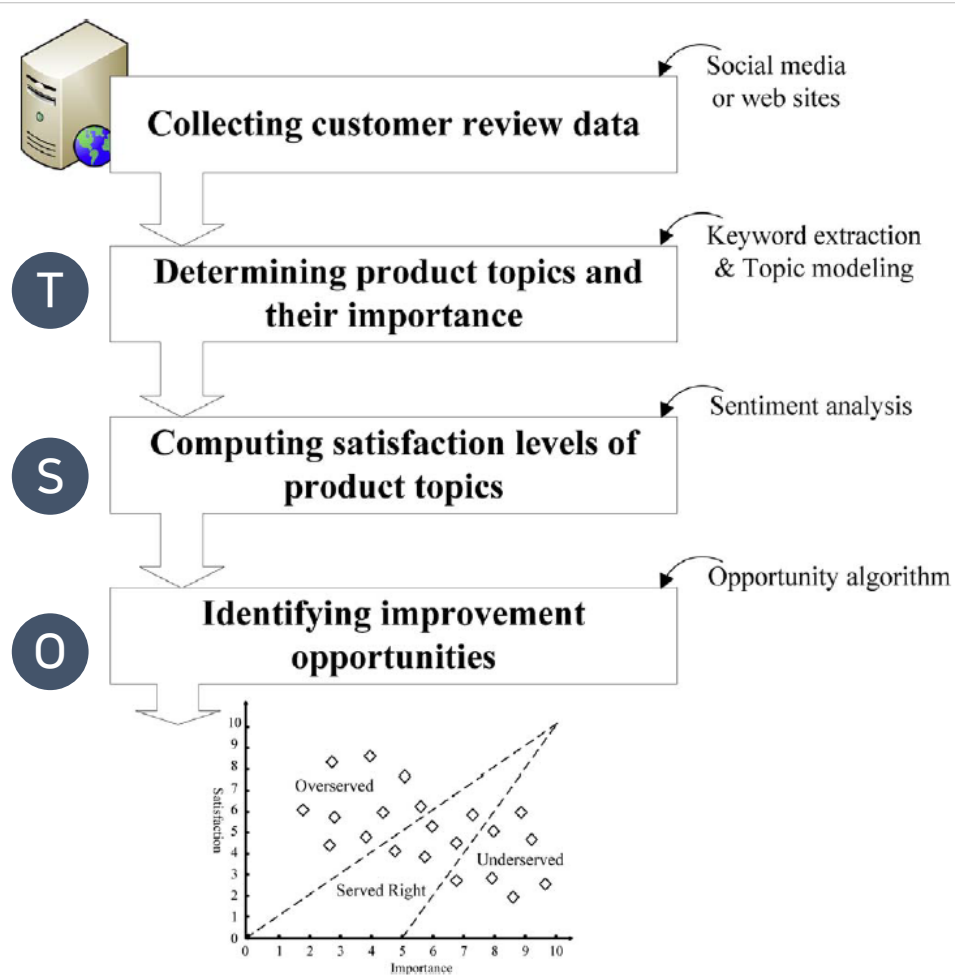 Social media
or web sites
Collecting customer review data
Keyword extraction
& Topic modeling
T
Determining product topics and
their importance
Sentiment analysis
S
Computing satisfaction levels of
product topics
Opportunity algorithm
O
Identifying improvement
opportunities
10
9
8
7
6
5
4
3
2
1
0
Satisfaction
Overserved
Underserved
Served Right
0 1 2 3 4 5 6 7 8 9 10
Importance